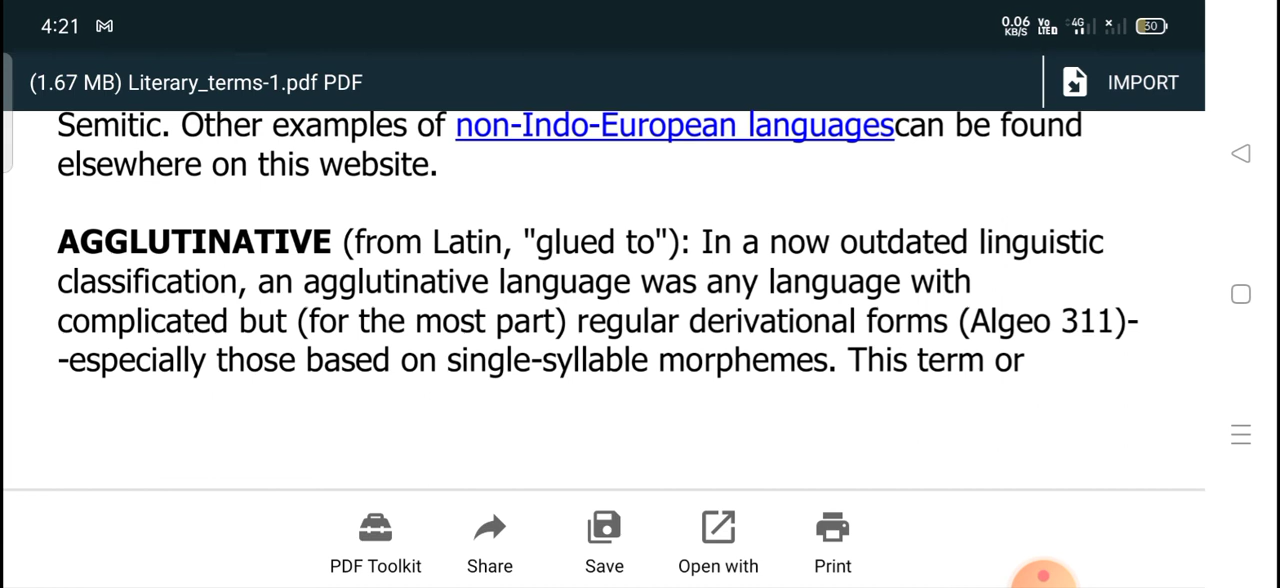 4:21 0.06 KB/S Vo LTED 4G 30
(1.67 MB) Literary_terms-1.pdf PDF IMPORT
Semitic. Other examples of non-Indo-European languagescan be found
elsewhere on this website.
AGGLUTINATIVE (from Latin, "glued to"): In a now outdated linguistic
classification, an agglutinative language was any language with
complicated but (for the most part) regular derivational forms (Algeo 311)-
-especially those based on single-syllable morphemes. This term or
PDF Toolkit Share Save Open with Print